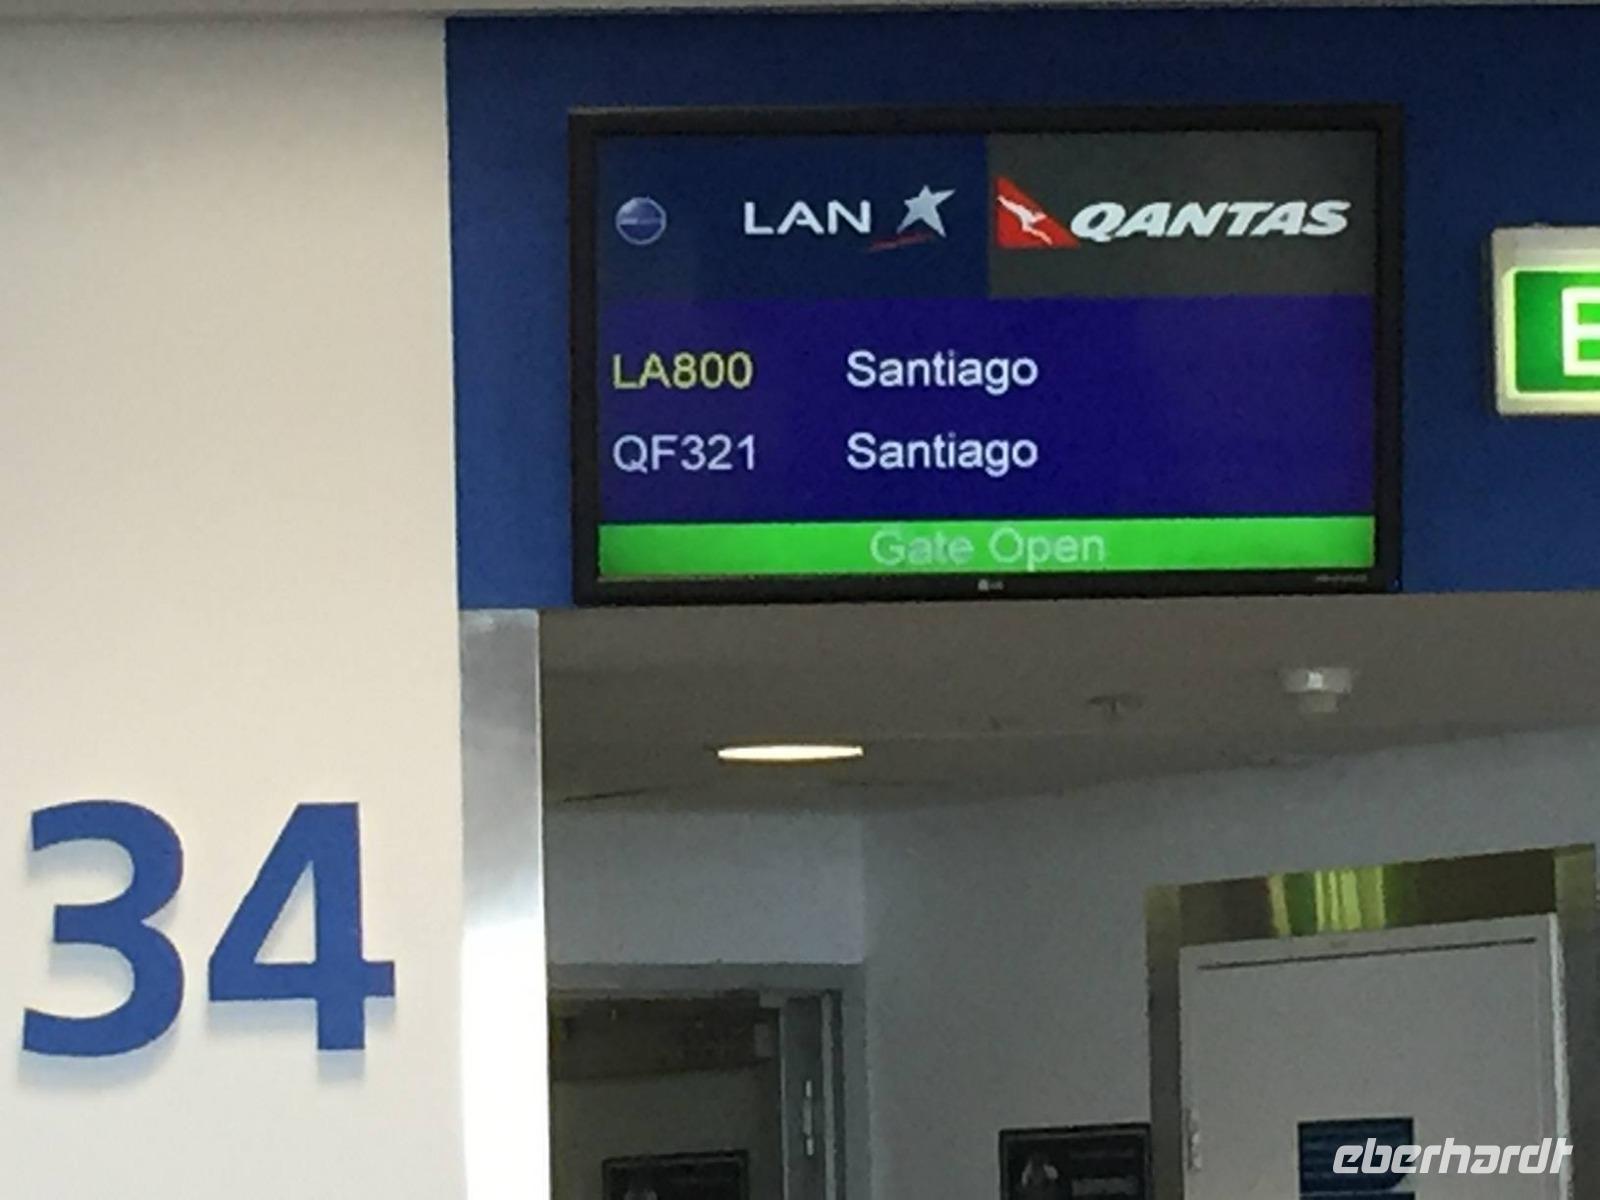 LAN QANTAS
LA800 Santiago
QF321 Santiago
Gate Open
34
eberhardt